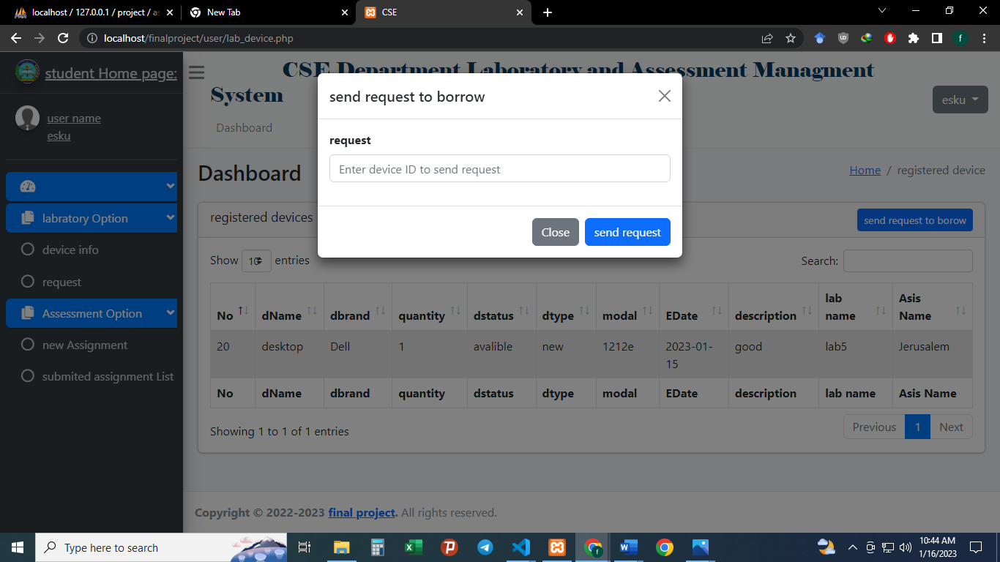 localhost / 127.0.0.1 / project / as
New Tab
CSE
localhost/finalproject/user/lab_device.php
f
student Home page:
CSE Department Laboratory and Assessment Managment
System
esku
user name
esku
Dashboard
send request to borrow
request
Enter device ID to send request
Close
send request
Dashboard
Home / registered device
labratory Option
device info
request
Assessment Option
new Assignment
submited assignment List
registered devices
send request to borow
Show 10 entries
Search:
No dName dbrand quantity dstatus dtype modal EDate description lab name Asis Name
20 desktop Dell 1 avalible new 1212e 2023-01-15 good lab5 Jerusalem
No dName dbrand quantity dstatus dtype modal EDate description lab name Asis Name
Showing 1 to 1 of 1 entries
Previous 1 Next
Copyright © 2022-2023 final project. All rights reserved.
Type here to search
10:44 AM
1/16/2023